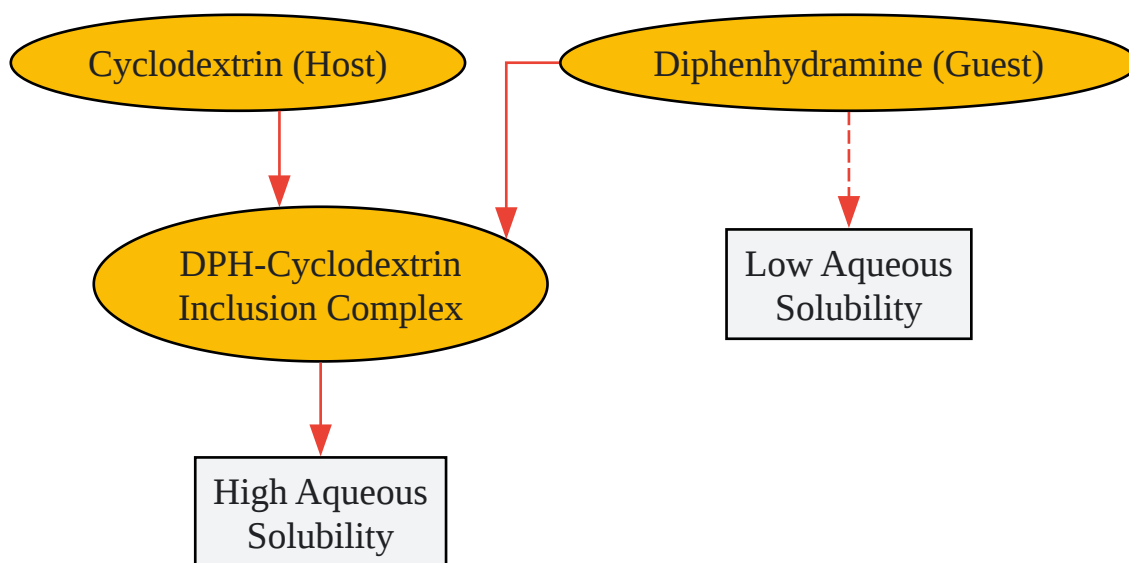 Cyclodextrin (Host)
Diphenhydramine (Guest)
DPH-Cyclodextrin
Inclusion Complex
Low Aqueous
Solubility
High Aqueous
Solubility